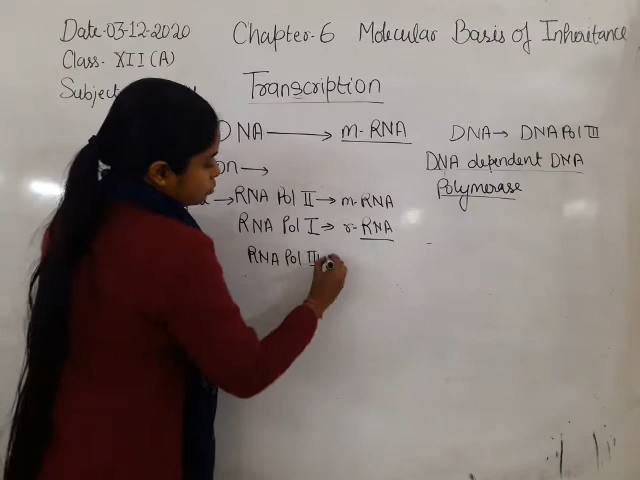 Date-03-12-2020 Chapter-6 Molecular Basis of Inheritance
Class- XII (A)
Subject
Transcription
DNA → m-RNA
DNA → DNA Pol III
DNA dependent DNA
Polymerase
on →
→ RNA Pol II → m-RNA
RNA Pol I → r-RNA
RNA Pol III